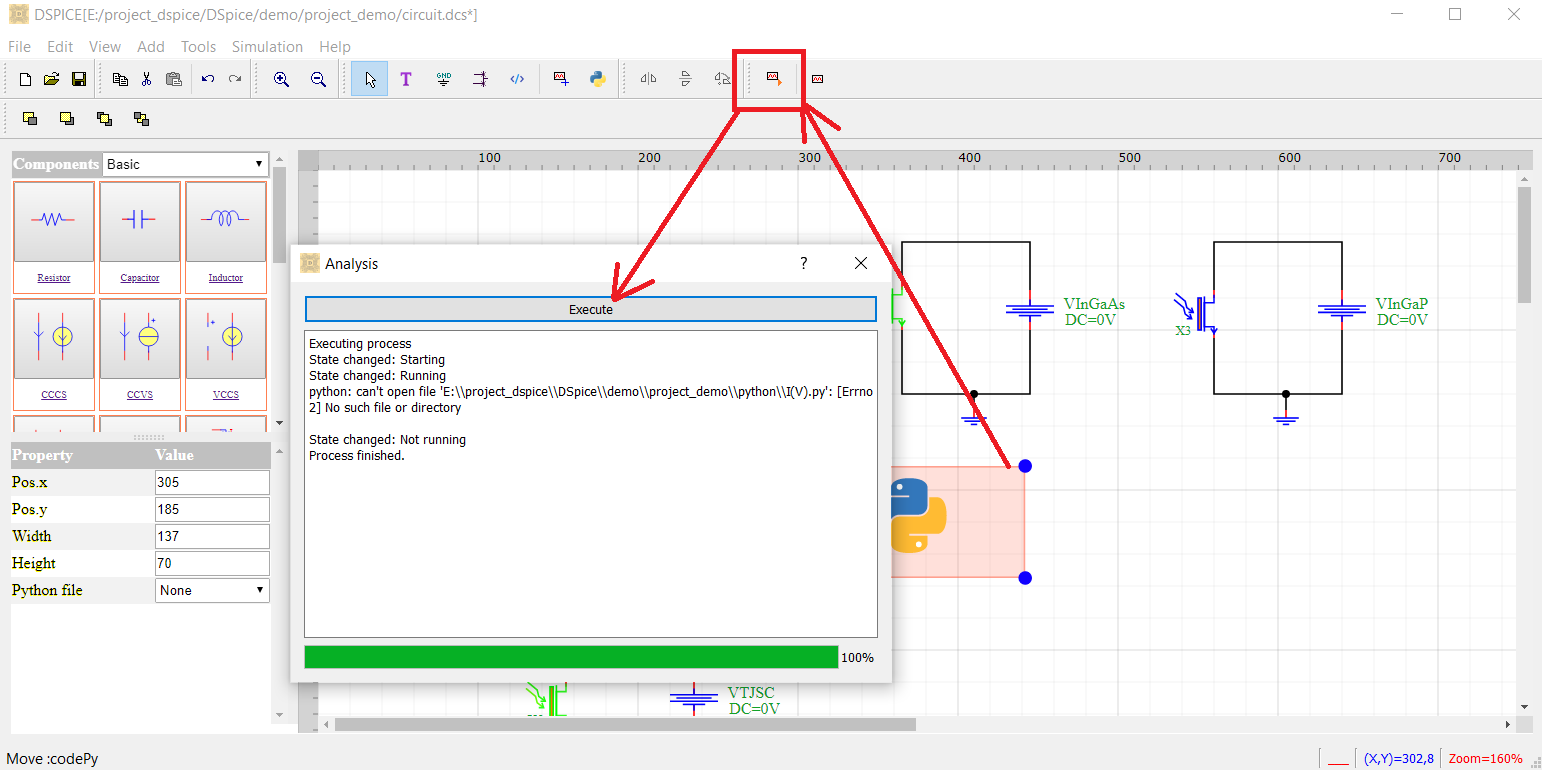 DSPICE[E:/project_dspice/DSpice/demo/project_demo/circuit.dcs*]
File Edit View Add Tools Simulation Help
T GND </>
Components Basic
100 200 300 400 500 600 700
Resistor Capacitor Inductor
CCCS CCVS VCCS
Property Value
Pos.x 305
Pos.y 185
Width 137
Height 70
Python file None
Analysis ?
Execute
Executing process
State changed: Starting
State changed: Running
python: can't open file 'E:\\project_dspice\\DSpice\\demo\\project_demo\\python\\I(V).py': [Errno
2] No such file or directory
State changed: Not running
Process finished.
100%
VInGaAs
DC=0V
X3
VInGaP
DC=0V
VTJSC
DC=0V
Move :codePy
(X,Y)=302,8 Zoom=160%